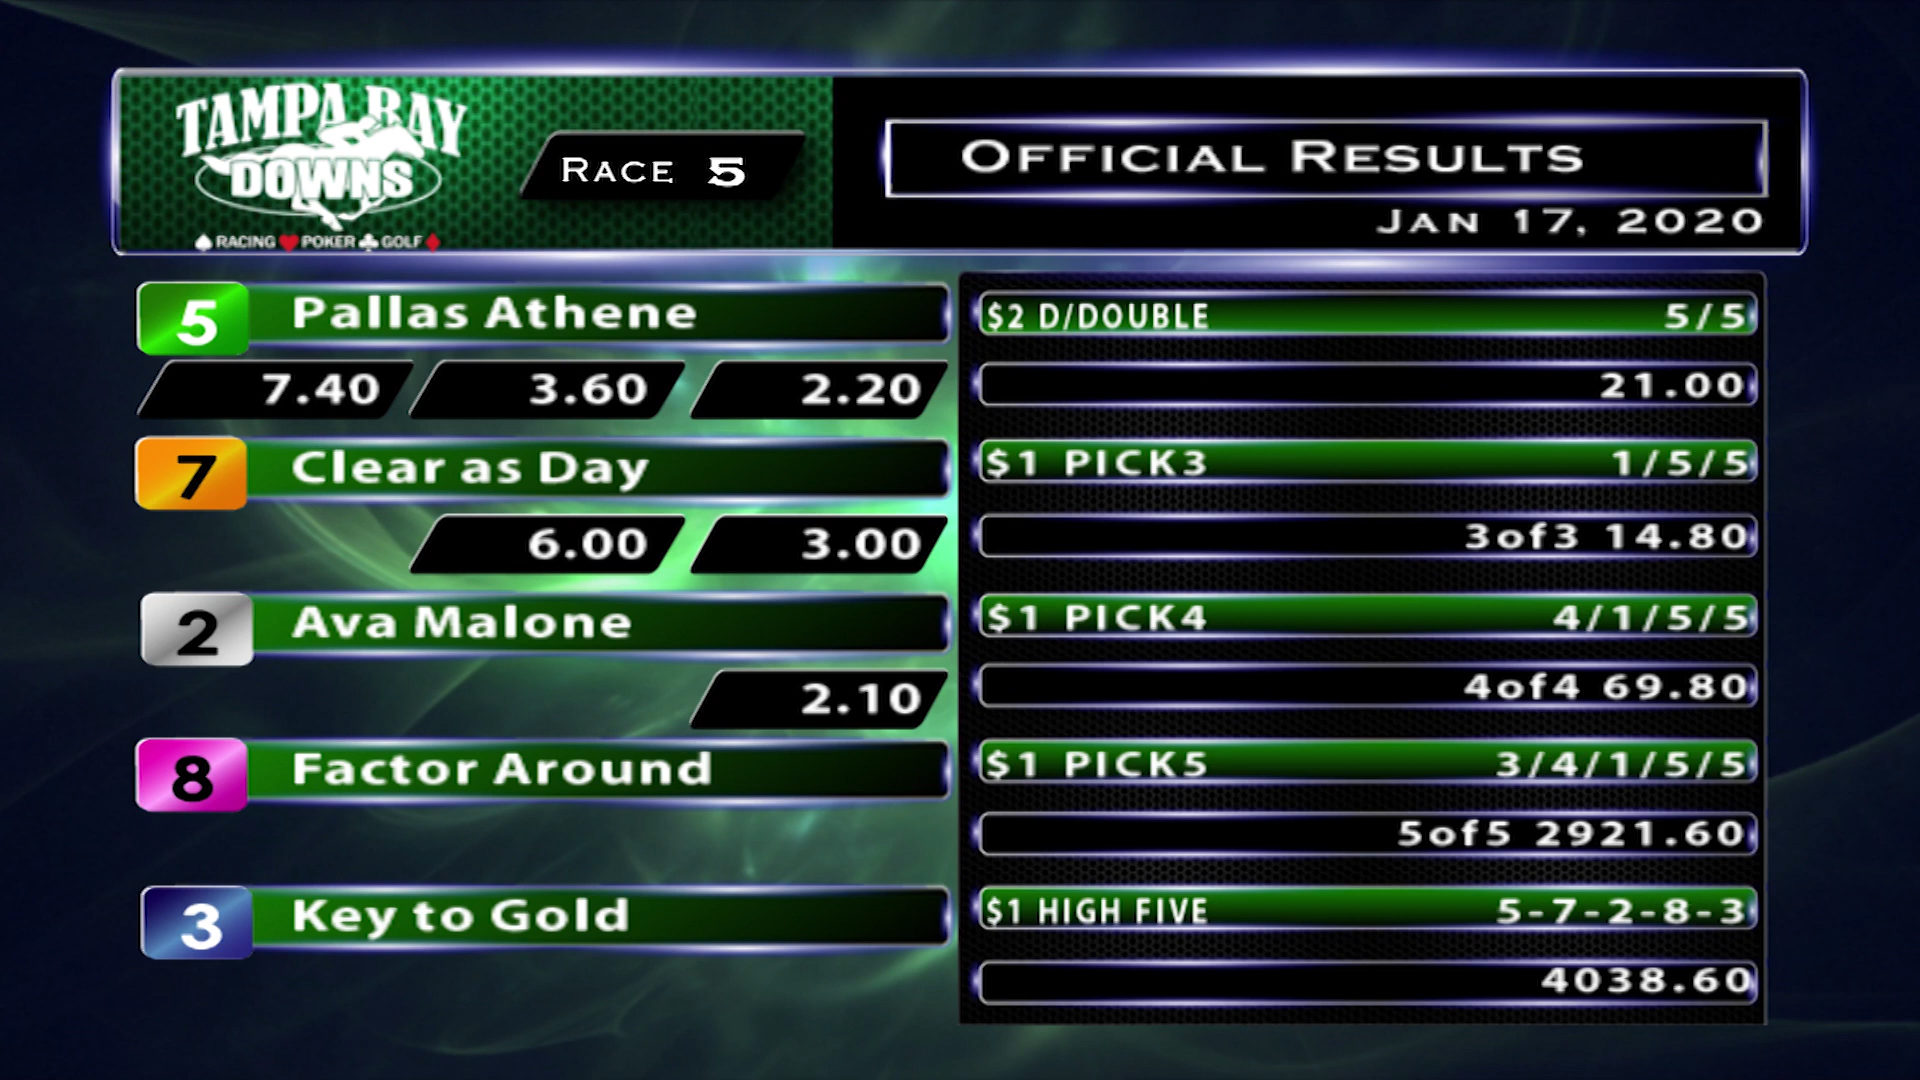 TAMPA BAY
DOWNS
RACING POKER GOLF
RACE 5
OFFICIAL RESULTS
JAN 17, 2020
5 Pallas Athene
7.40 3.60 2.20
7 Clear as Day
6.00 3.00
2 Ava Malone
2.10
8 Factor Around
3 Key to Gold
$2 D/DOUBLE 5/5
21.00
$1 PICK3 1/5/5
3of3 14.80
$1 PICK4 4/1/5/5
4of4 69.80
$1 PICK5 3/4/1/5/5
5of5 2921.60
$1 HIGH FIVE 5-7-2-8-3
4038.60